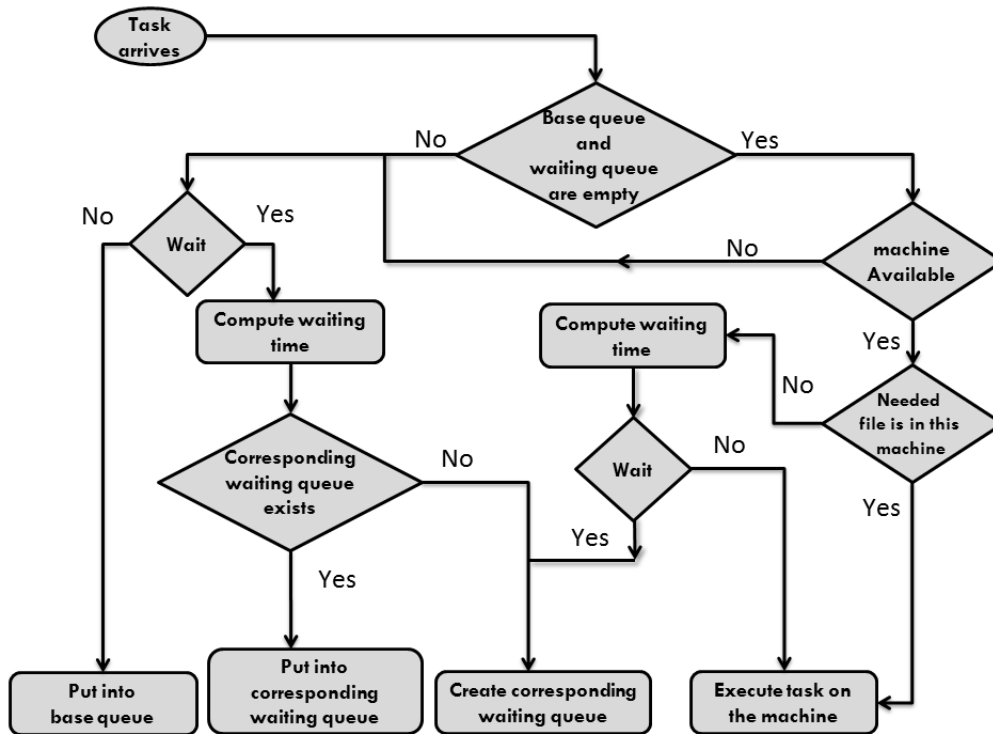 Task
arrives
Base queue
and
waiting queue
are empty
No
Yes
No
Wait
Yes
machine
Available
No
Compute waiting
time
Compute waiting
time
Yes
No
Needed
file is in this
machine
Corresponding
waiting queue
exists
No
Wait
No
Yes
Yes
Yes
Put into
base queue
Put into
corresponding
waiting queue
Create corresponding
waiting queue
Execute task on
the machine